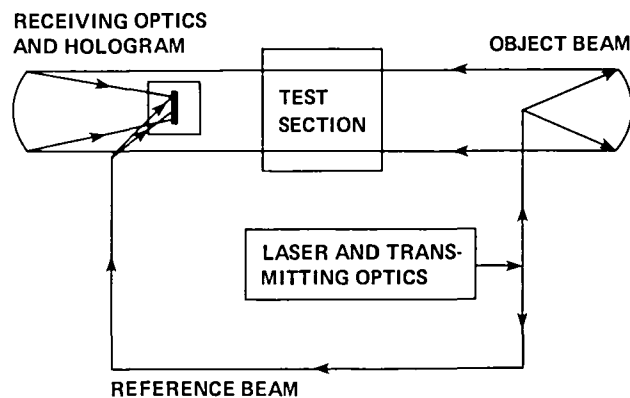 RECEIVING OPTICS
AND HOLOGRAM
OBJECT BEAM
TEST
SECTION
LASER AND TRANS-
MITTING OPTICS
REFERENCE BEAM